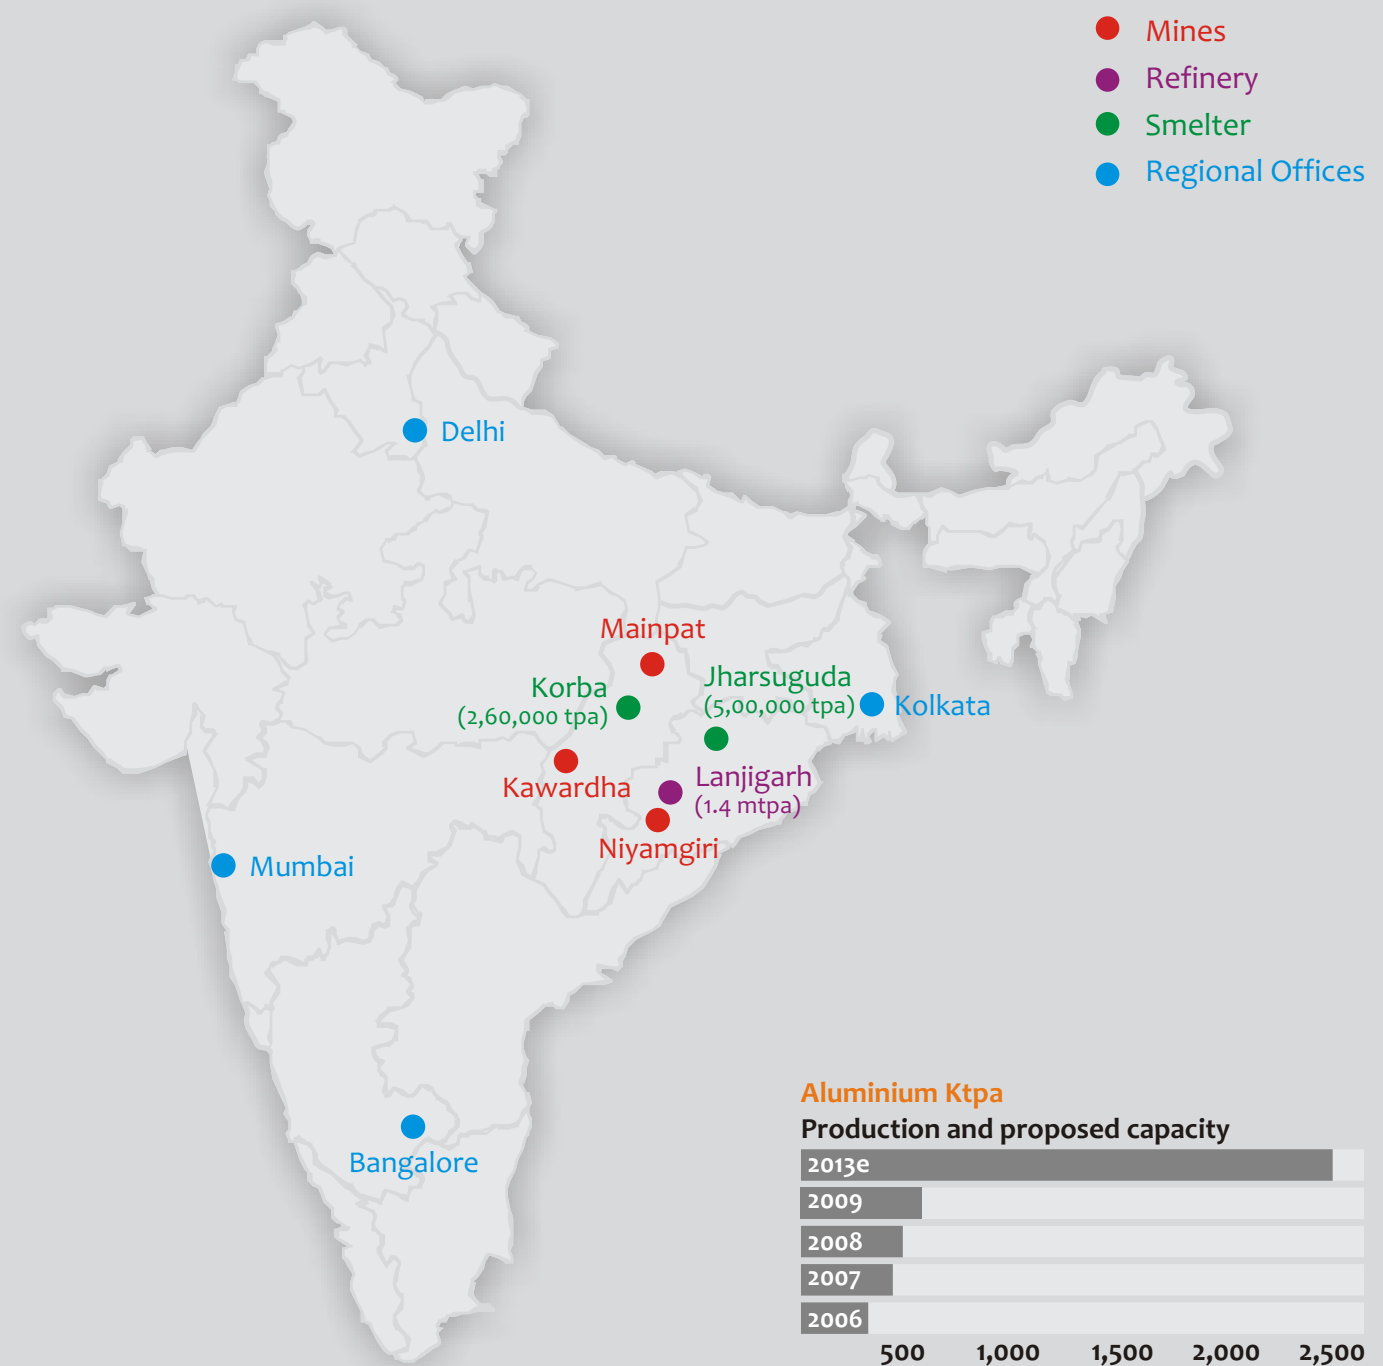 Mines
Refinery
Smelter
Regional Offices
Delhi
Mainpat
Korba
(2,60,000 tpa)
Jharsuguda
(5,00,000 tpa)
Kolkata
Kawardha
Lanjigarh
(1.4 mtpa)
Niyamgiri
Mumbai
Bangalore
Aluminium Ktpa
Production and proposed capacity
2013e
2009
2008
2007
2006
500 1,000 1,500 2,000 2,500